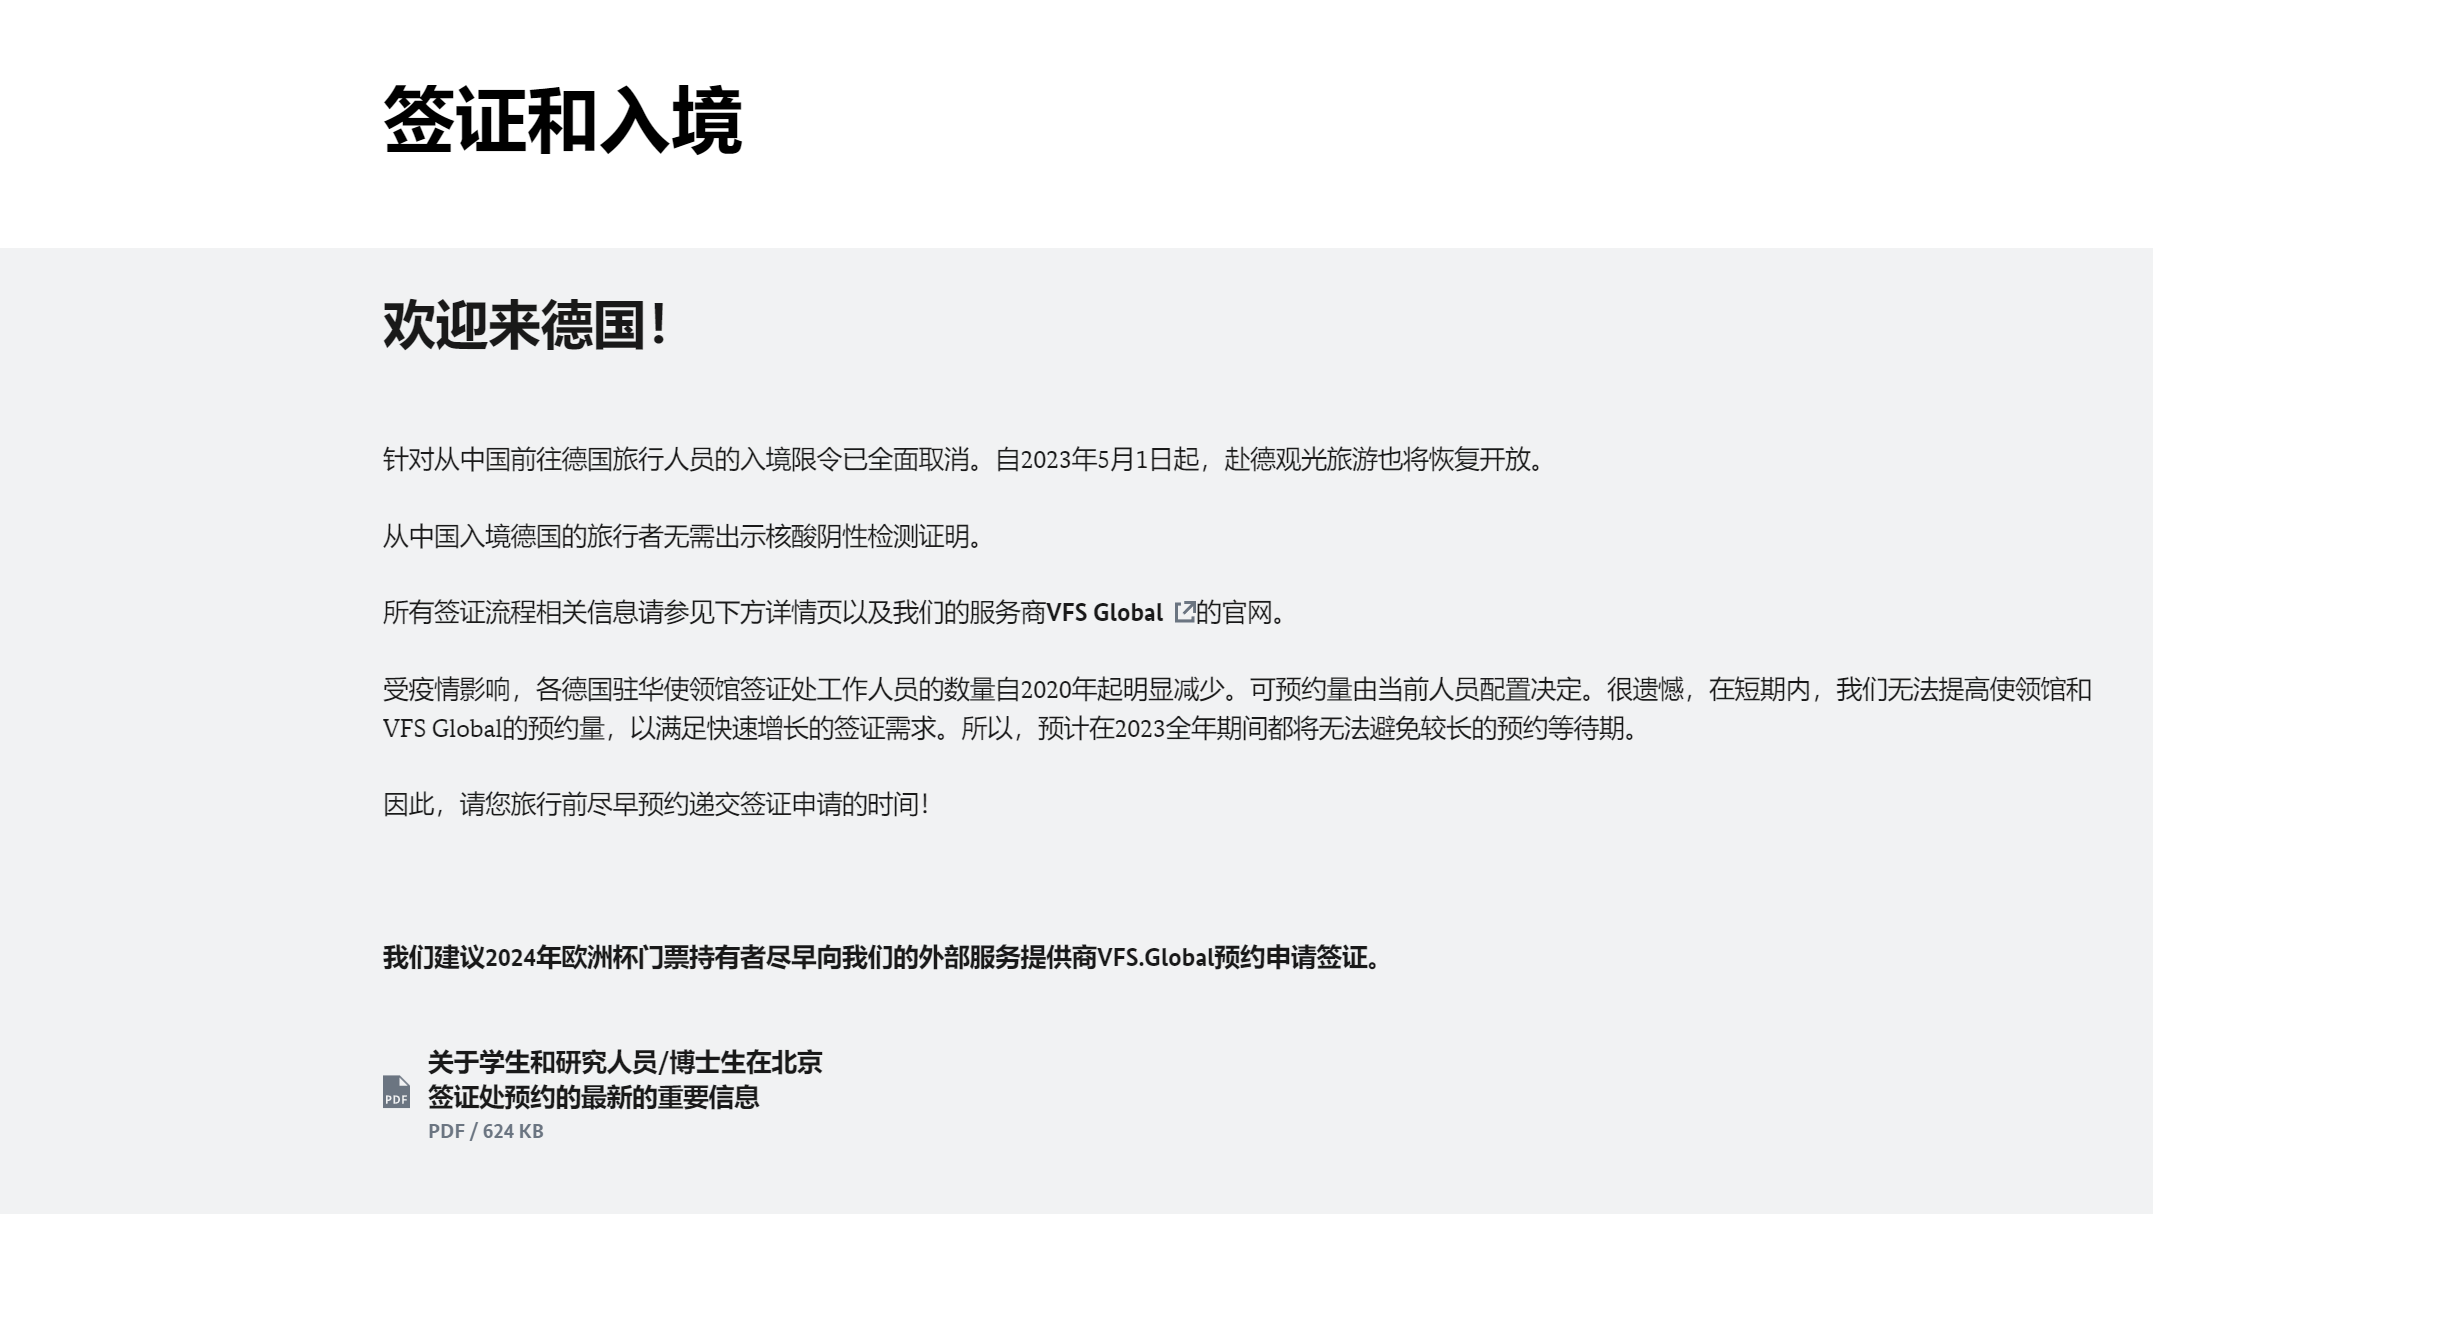 签证和入境
欢迎来德国！
针对从中国前往德国旅行人员的入境限令已全面取消。自2023年5月1日起，赴德观光旅游也将恢复开放。
从中国入境德国的旅行者无需出示核酸阴性检测证明。
所有签证流程相关信息请参见下方详情页以及我们的服务商VFS Global 的官网。
受疫情影响，各德国驻华使领馆签证处工作人员的数量自2020年起明显减少。可预约量由当前人员配置决定。很遗憾，在短期内，我们无法提高使领馆和
VFS Global的预约量，以满足快速增长的签证需求。所以，预计在2023全年期间都将无法避免较长的预约等待期。
因此，请您旅行前尽早预约递交签证申请的时间！
我们建议2024年欧洲杯门票持有者尽早向我们的外部服务提供商VFS.Global预约申请签证。
关于学生和研究人员/博士生在北京
签证处预约的最新的重要信息
PDF
PDF / 624 KB